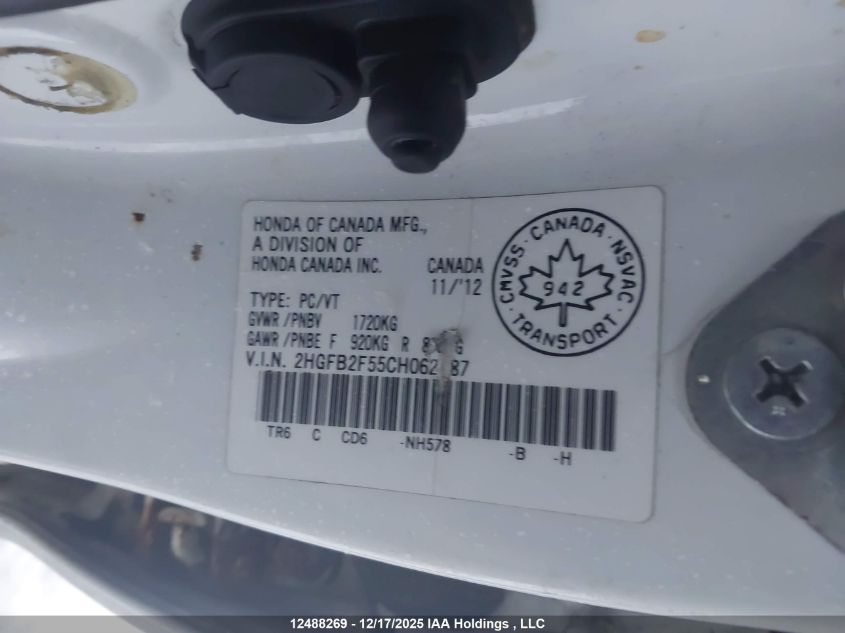 HONDA OF CANADA MFG.,
A DIVISION OF
HONDA CANADA INC. CANADA
11/'12
TYPE: PC/VT
GVWR/PNBV 1720KG
GAWR/PNBE F 920KG R
V.I.N.
TR6 C CD6 -NH578 -B -H
CMVSS · CANADA · NSVAC · TRANSPORT ·
942
12488269 - 12/17/2025 IAA Holdings , LLC